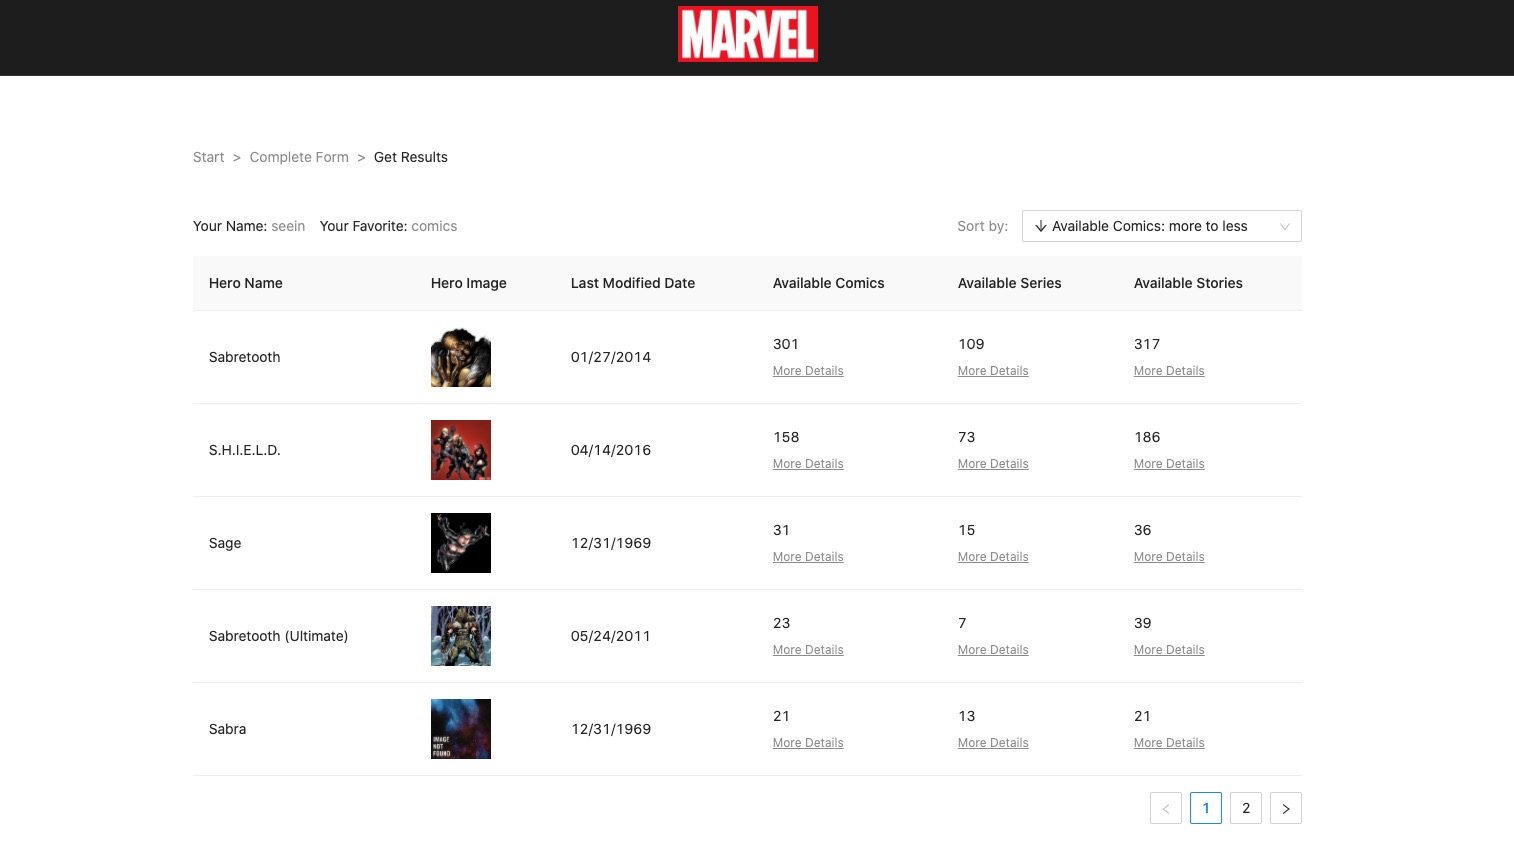 MARVEL
Start > Complete Form > Get Results
Your Name: seein Your Favorite: comics
Sort by: ↓ Available Comics: more to less
Hero Name Hero Image Last Modified Date Available Comics Available Series Available Stories
Sabretooth 01/27/2014 301 109 317
More Details More Details More Details
S.H.I.E.L.D. 04/14/2016 158 73 186
More Details More Details More Details
Sage 12/31/1969 31 15 36
More Details More Details More Details
Sabretooth (Ultimate) 05/24/2011 23 7 39
More Details More Details More Details
Sabra 12/31/1969 21 13 21
More Details More Details More Details
IMAGE
NOT
FOUND
< 1 2 >